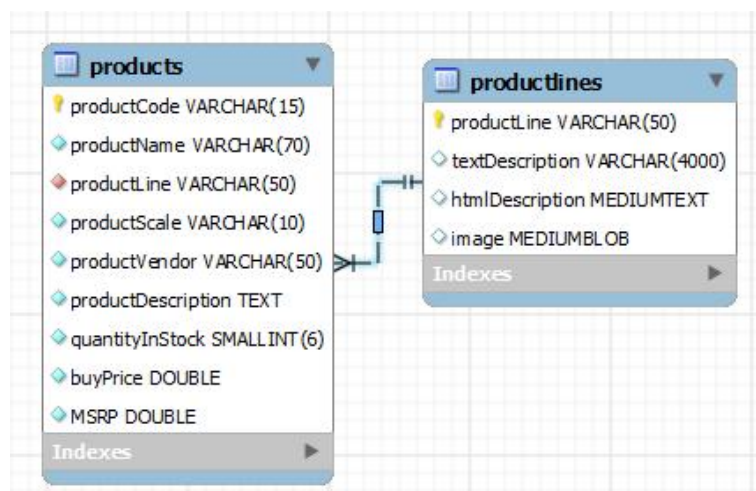 products
productCode VARCHAR(15)
productName VARCHAR(70)
productLine VARCHAR(50)
productScale VARCHAR(10)
productVendor VARCHAR(50)
productDescription TEXT
quantityInStock SMALLINT(6)
buyPrice DOUBLE
MSRP DOUBLE
Indexes
productlines
productLine VARCHAR(50)
textDescription VARCHAR(4000)
htmlDescription MEDIUMTEXT
image MEDIUMBLOB
Indexes